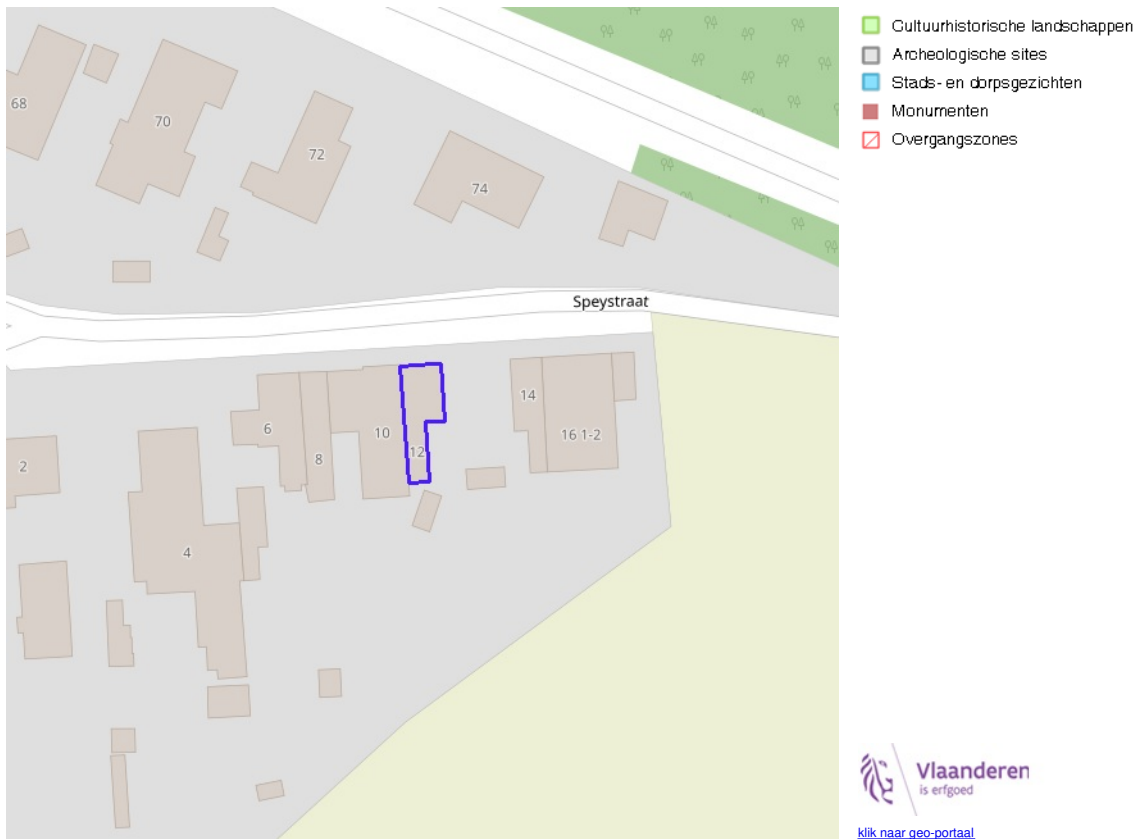 68
70
72
74
Speystraat
2
4
6
8
10
12
14
16 1-2
Cultuurhistorische landschappen
Archeologische sites
Stads- en dorpsgezichten
Monumenten
Overgangszones
Vlaanderen
is erfgoed
klik naar geo-portaal